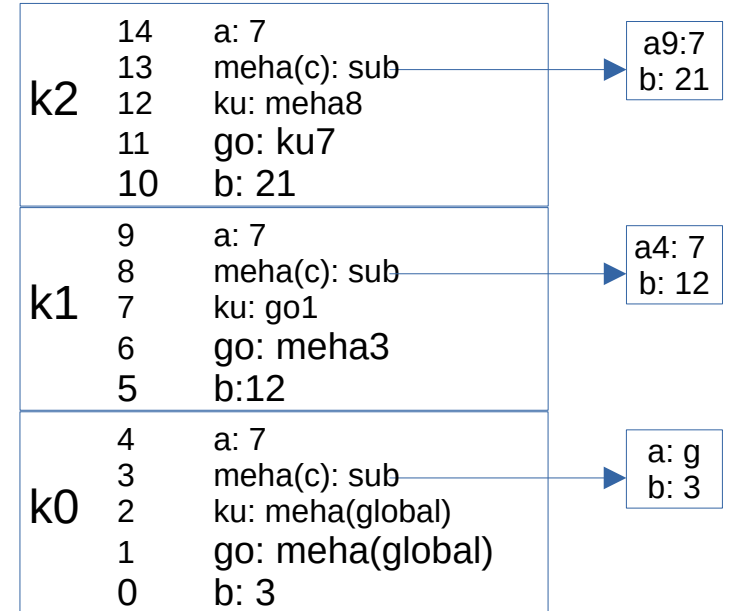 14 a: 7
13 meha(c): sub
k2 12 ku: meha8
11 go: ku7
10 b: 21
a9:7
b: 21
9 a: 7
8 meha(c): sub
k1 7 ku: go1
6 go: meha3
5 b:12
a4: 7
b: 12
4 a: 7
3 meha(c): sub
k0 2 ku: meha(global)
1 go: meha(global)
0 b: 3
a: g
b: 3